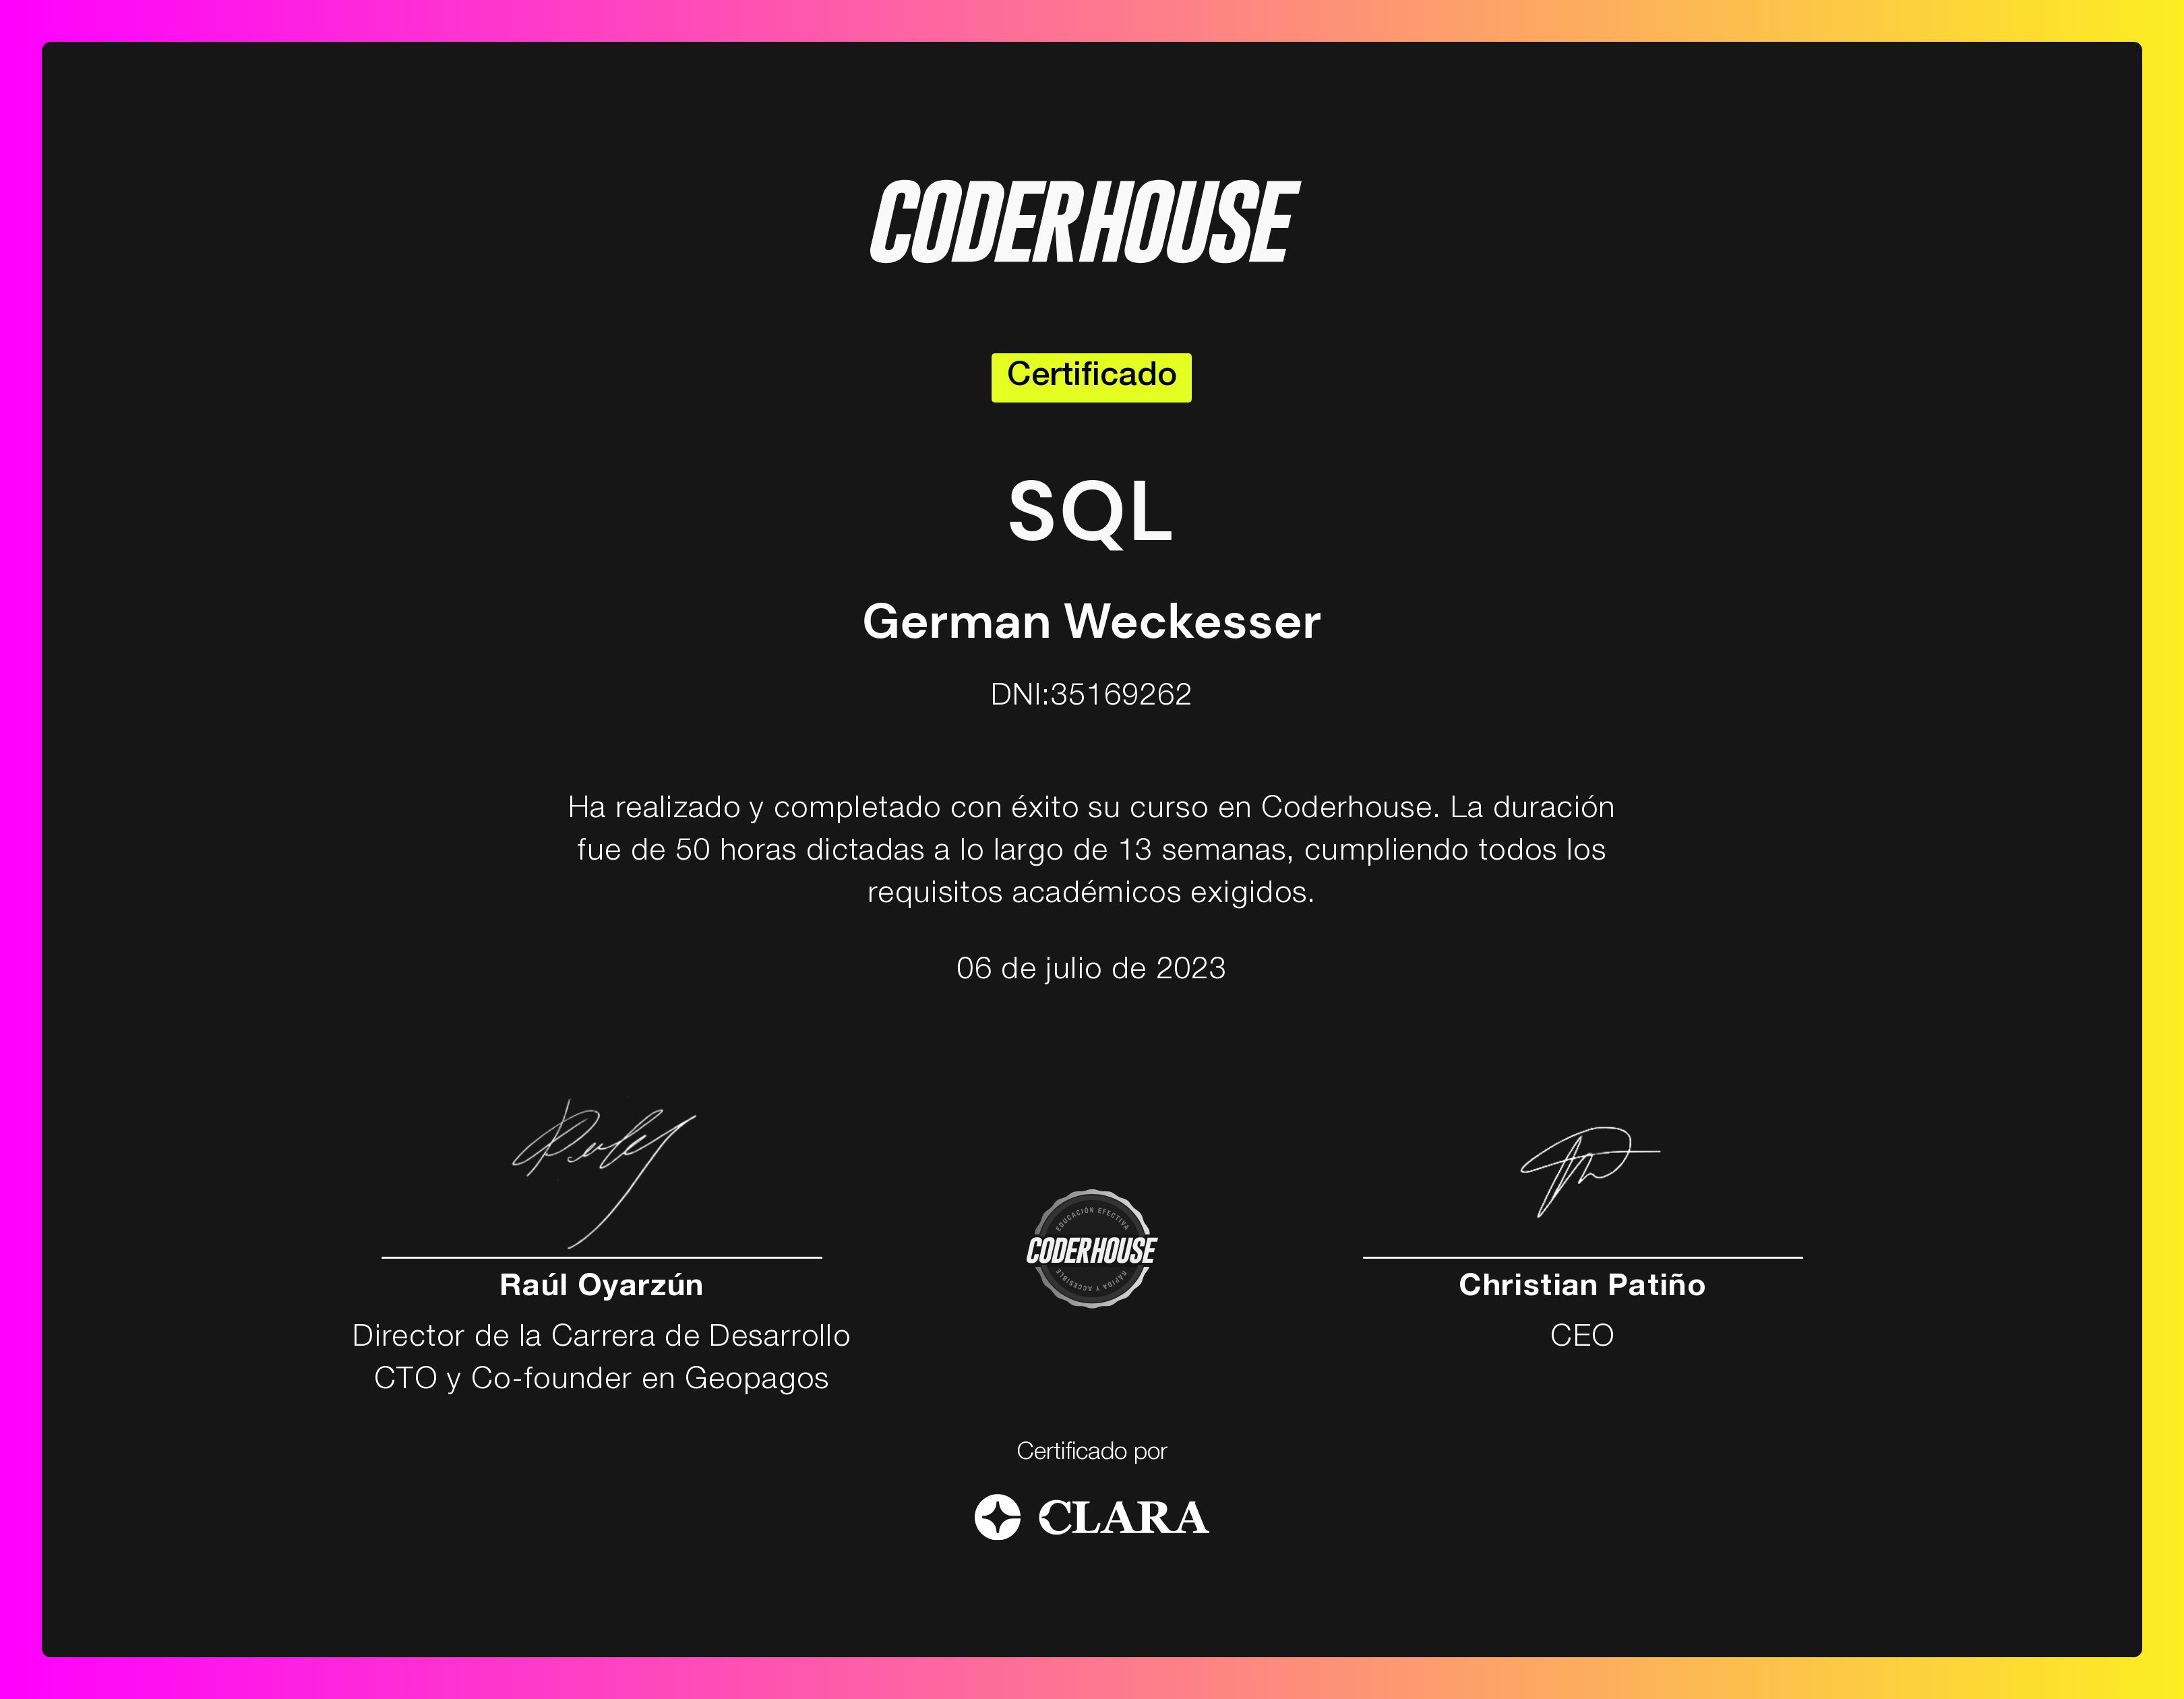 CODERHOUSE
Certificado
SQL
German Weckesser
DNI:35169262
Ha realizado y completado con éxito su curso en Coderhouse. La duración
fue de 50 horas dictadas a lo largo de 13 semanas, cumpliendo todos los
requisitos académicos exigidos.
06 de julio de 2023
EDUCACIÓN EFECTIVA
CODERHOUSE
RÁPIDA Y ACCESIBLE
Raúl Oyarzún
Director de la Carrera de Desarrollo
CTO y Co-founder en Geopagos
Christian Patiño
CEO
Certificado por
CLARA